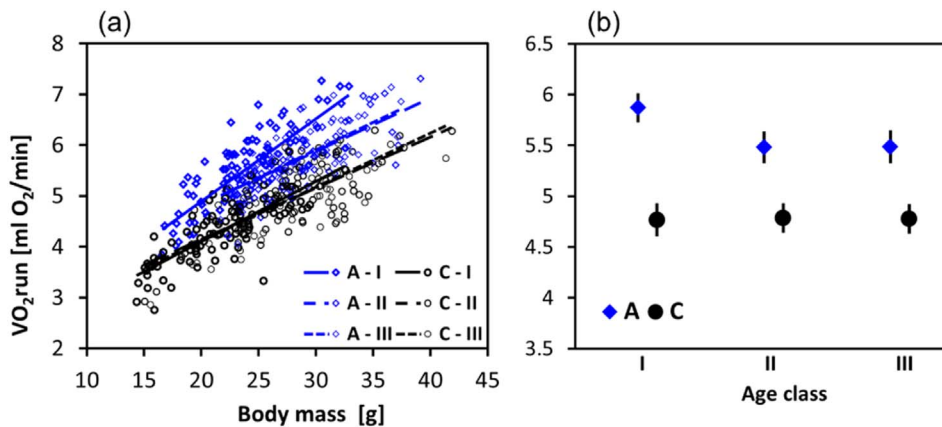 (a)
8
7
6
5
4
3
2
VO2run [ml O2/min]
A - I C - I
A - II C - II
A - III C - III
10 15 20 25 30 35 40 45
Body mass [g]
(b)
6.5
6
5.5
5
4.5
4
3.5
A C
I II III
Age class